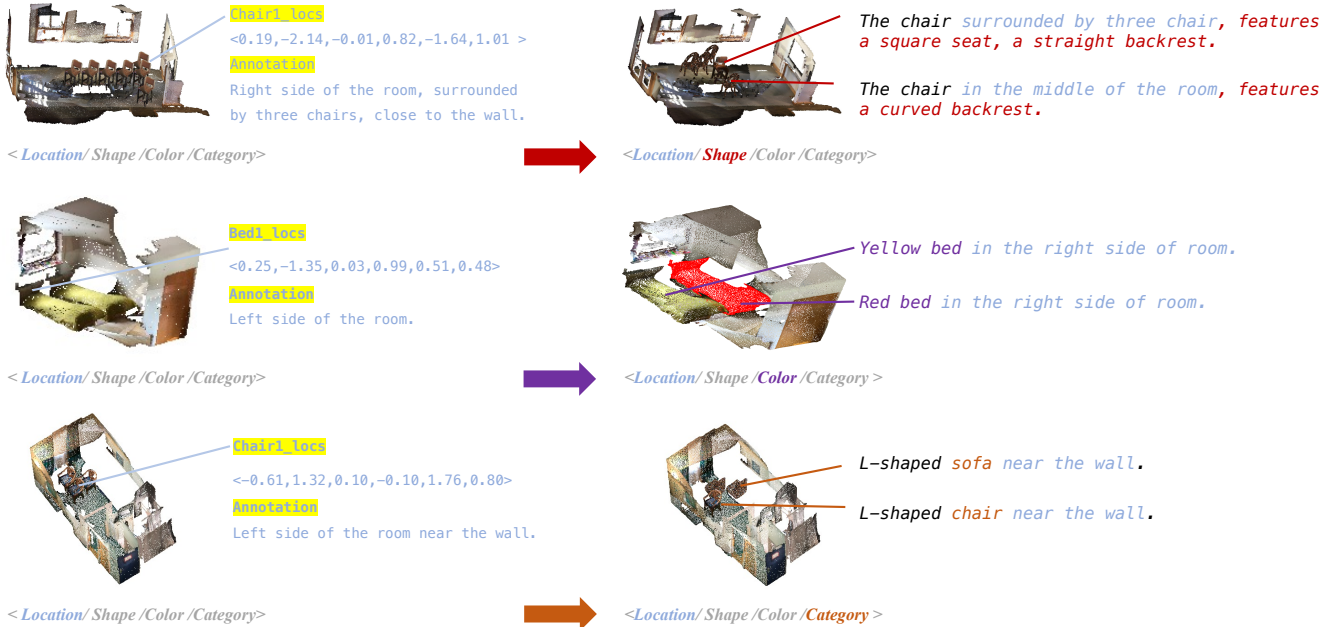 Chair1_locs
<0.19,−2.14,−0.01,0.82,−1.64,1.01 >
Annotation
Right side of the room, surrounded
by three chairs, close to the wall.
< Location/ Shape /Color /Category>
The chair surrounded by three chair, features
a square seat, a straight backrest.
The chair in the middle of the room, features
a curved backrest.
<Location/ Shape /Color /Category>
Bed1_locs
<0.25,−1.35,0.03,0.99,0.51,0.48>
Annotation
Left side of the room.
< Location/ Shape /Color /Category>
Yellow bed in the right side of room.
Red bed in the right side of room.
<Location/ Shape /Color /Category >
Chair1_locs
<−0.61,1.32,0.10,−0.10,1.76,0.80>
Annotation
Left side of the room near the wall.
< Location/ Shape /Color /Category>
L−shaped sofa near the wall.
L−shaped chair near the wall.
<Location/ Shape /Color /Category >